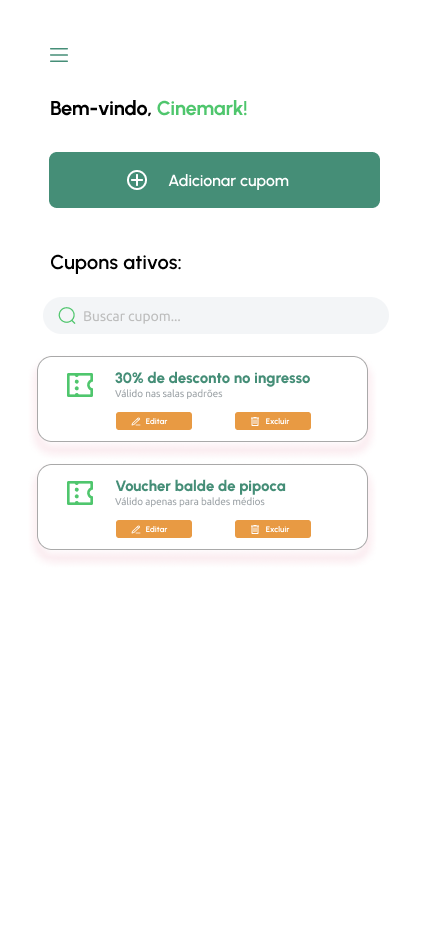 Bem-vindo, Cinemark!
Adicionar cupom
Cupons ativos:
Buscar cupom...
30% de desconto no ingresso
Válido nas salas padrões
Editar
Excluir
Voucher balde de pipoca
Válido apenas para baldes médios
Editar
Excluir